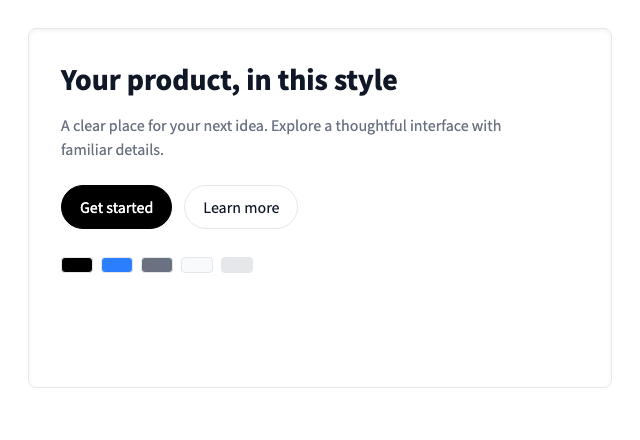 Your product, in this style
A clear place for your next idea. Explore a thoughtful interface with
familiar details.
Get started
Learn more